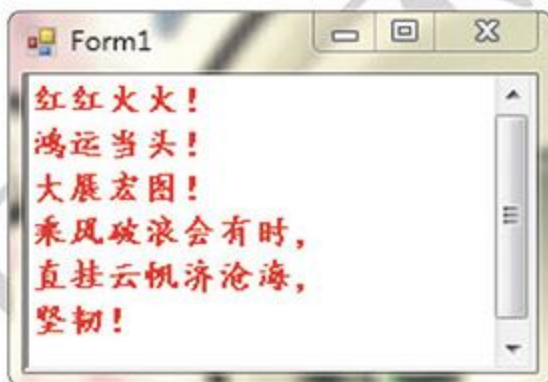 Form1
红红火火！
鸿运当头！
大展宏图！
乘风破浪会有时，
直挂云帆济沧海，
坚韧！